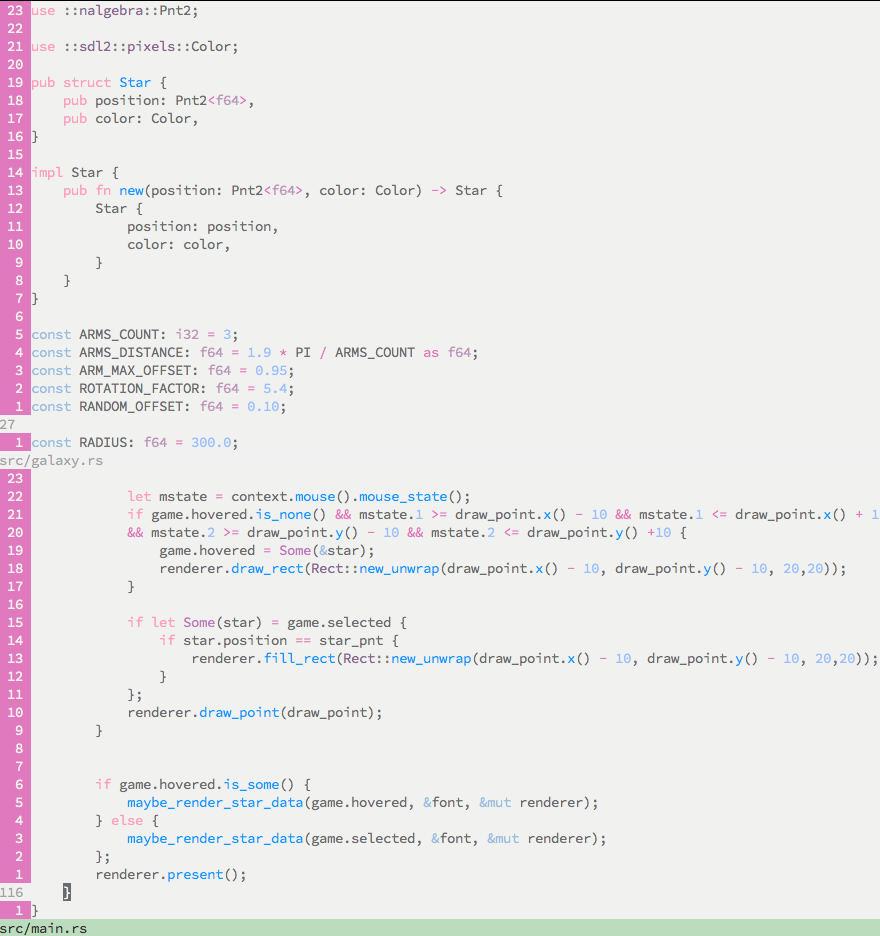 23 use ::nalgebra::Pnt2;
22
21 use ::sdl2::pixels::Color;
20
19 pub struct Star {
18     pub position: Pnt2<f64>,
17     pub color: Color,
16 }
15
14 impl Star {
13     pub fn new(position: Pnt2<f64>, color: Color) -> Star {
12         Star {
11             position: position,
10             color: color,
9         }
8     }
7 }
6
5 const ARMS_COUNT: i32 = 3;
4 const ARMS_DISTANCE: f64 = 1.9 * PI / ARMS_COUNT as f64;
3 const ARM_MAX_OFFSET: f64 = 0.95;
2 const ROTATION_FACTOR: f64 = 5.4;
1 const RANDOM_OFFSET: f64 = 0.10;
27
1 const RADIUS: f64 = 300.0;
src/galaxy.rs
23
22             let mstate = context.mouse().mouse_state();
21             if game.hovered.is_none() && mstate.1 >= draw_point.x() - 10 && mstate.1 <= draw_point.x() + 1
20             && mstate.2 >= draw_point.y() - 10 && mstate.2 <= draw_point.y() +10 {
19                 game.hovered = Some(&star);
18                 renderer.draw_rect(Rect::new_unwrap(draw_point.x() - 10, draw_point.y() - 10, 20,20));
17             }
16
15             if let Some(star) = game.selected {
14                 if star.position == star_pnt {
13                     renderer.fill_rect(Rect::new_unwrap(draw_point.x() - 10, draw_point.y() - 10, 20,20));
12                 }
11             };
10             renderer.draw_point(draw_point);
9         }
8
7
6         if game.hovered.is_some() {
5             maybe_render_star_data(game.hovered, &font, &mut renderer);
4         } else {
3             maybe_render_star_data(game.selected, &font, &mut renderer);
2         };
1         renderer.present();
116     }
1 }
src/main.rs